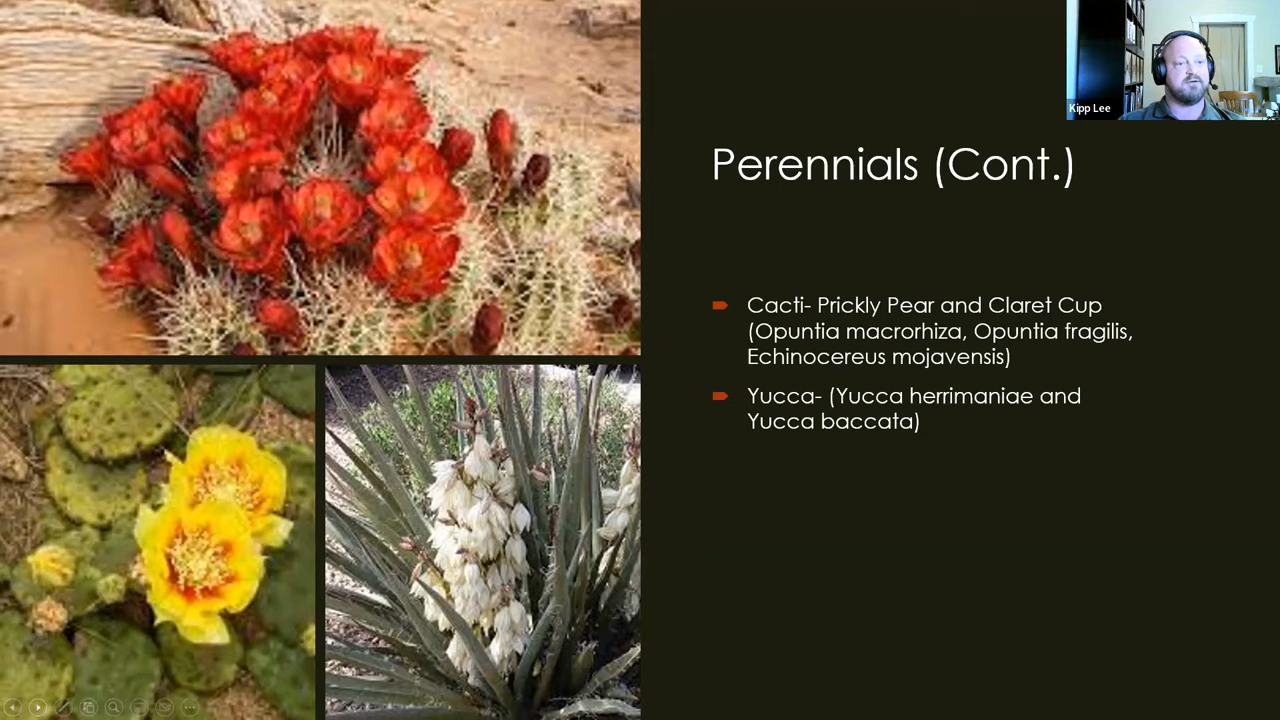 Kipp Lee
Perennials (Cont.)
Cacti- Prickly Pear and Claret Cup
(Opuntia macrorhiza, Opuntia fragilis,
Echinocereus mojavensis)
Yucca- (Yucca herrimaniae and
Yucca baccata)